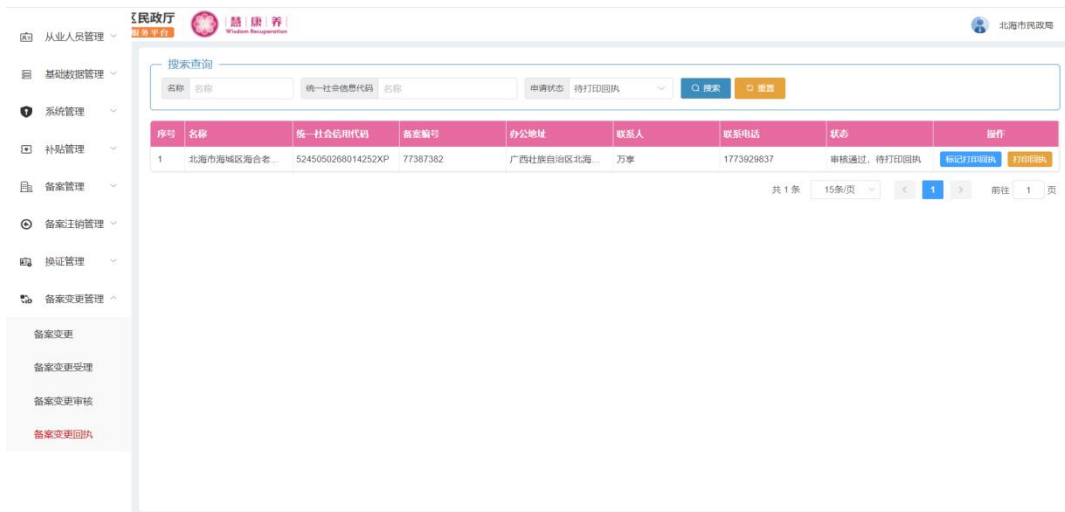 区民政厅
服务平台
慧 康 养
Wisdom Recuperation
北海市民政局
从业人员管理
基础数据管理
系统管理
补贴管理
备案管理
备案注销管理
换证管理
备案变更管理
备案变更
备案变更受理
备案变更审核
备案变更回执
搜索查询
名称 名称 统一社会信息代码 名称 申请状态 待打印回执 搜索 重置
序号 名称 统一社会信用代码 备案编号 办公地址 联系人 联系电话 状态 操作
1 北海市海城区海合老... 5245050268014252XP 77387382 广西壮族自治区北海... 万享 1773929837 审核通过，待打印回执 标记打印回执 打印回执
共 1 条 15条/页 1 前往 1 页